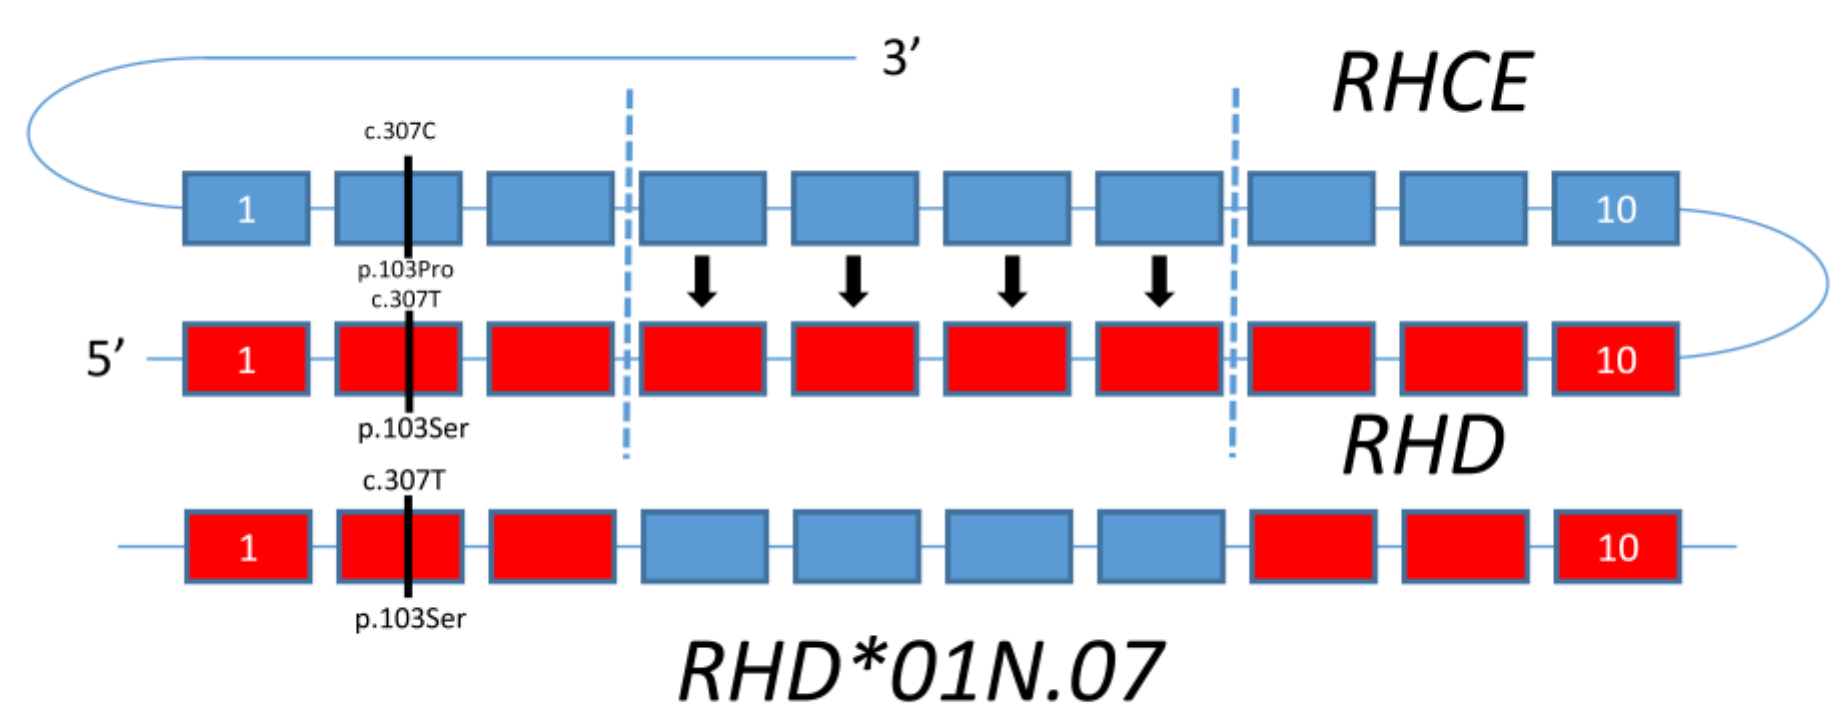 3’
RHCE
c.307C
1
10
p.103Pro
c.307T
5’
1
10
p.103Ser
RHD
c.307T
1
10
p.103Ser
RHD*01N.07